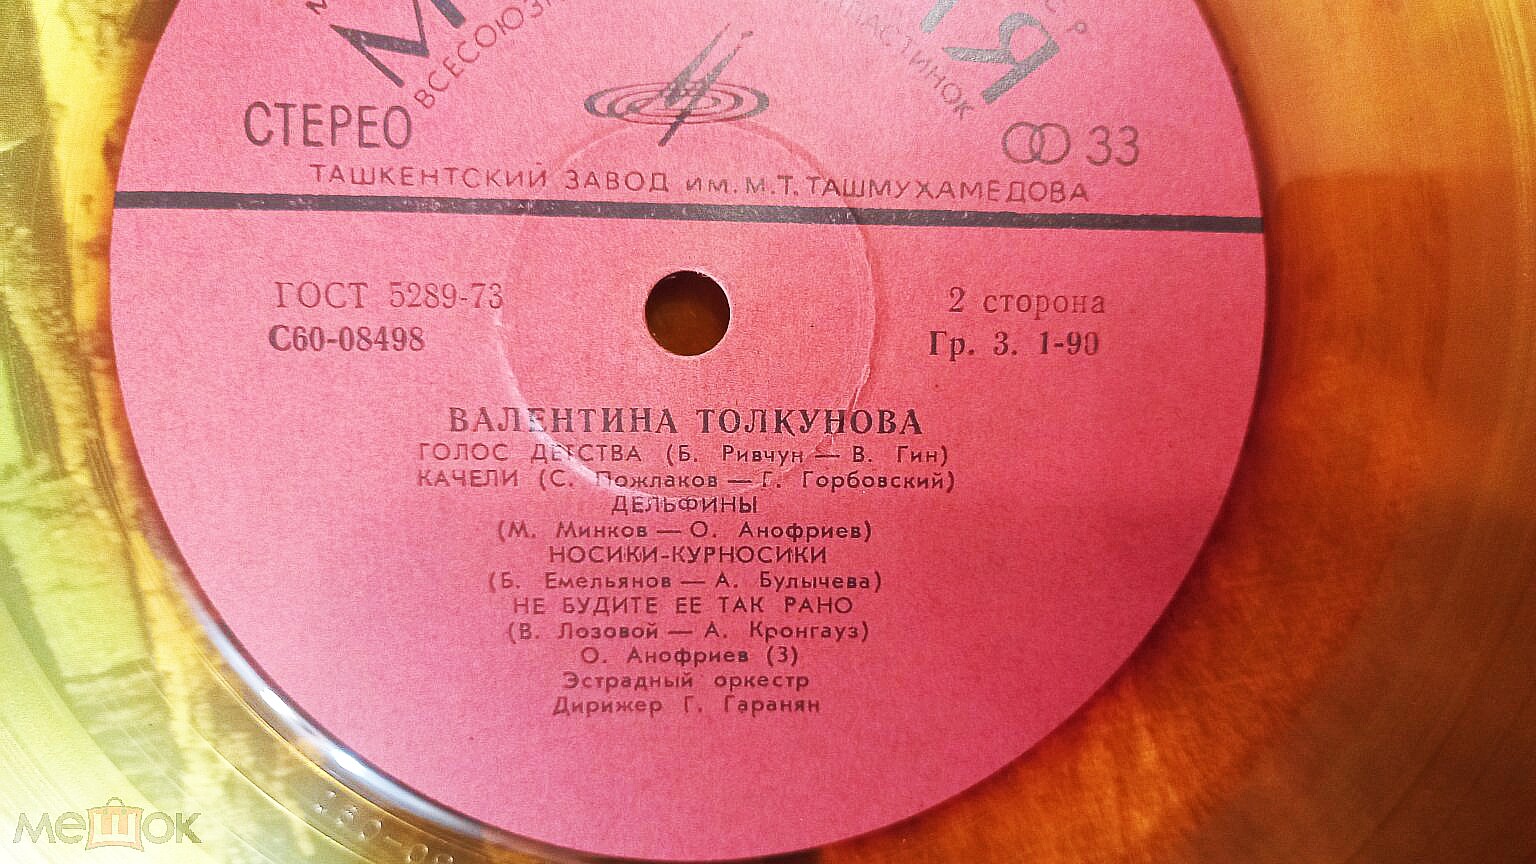 ВСЕСОЮЗН
СТЕРЕО
33
ТАШКЕНТСКИЙ ЗАВОД им. М. Т. ТАШМУХАМЕДОВА
ГОСТ 5289-73
С60-08498
2 сторона
Гр. 3. 1-90
ВАЛЕНТИНА ТОЛКУНОВА
ГОЛОС ДЕТСТВА (Б. Ривчун — В. Гин)
КАЧЕЛИ (С. Пожлаков — Г. Горбовский)
ДЕЛЬФИНЫ
(М. Минков — О. Анофриев)
НОСИКИ-КУРНОСИКИ
(Б. Емельянов — А. Булычева)
НЕ БУДИТЕ ЕЕ ТАК РАНО
(В. Лозовой — А. Кронгауз)
О. Анофриев (3)
Эстрадный оркестр
Дирижер Г. Гаранян
мешок